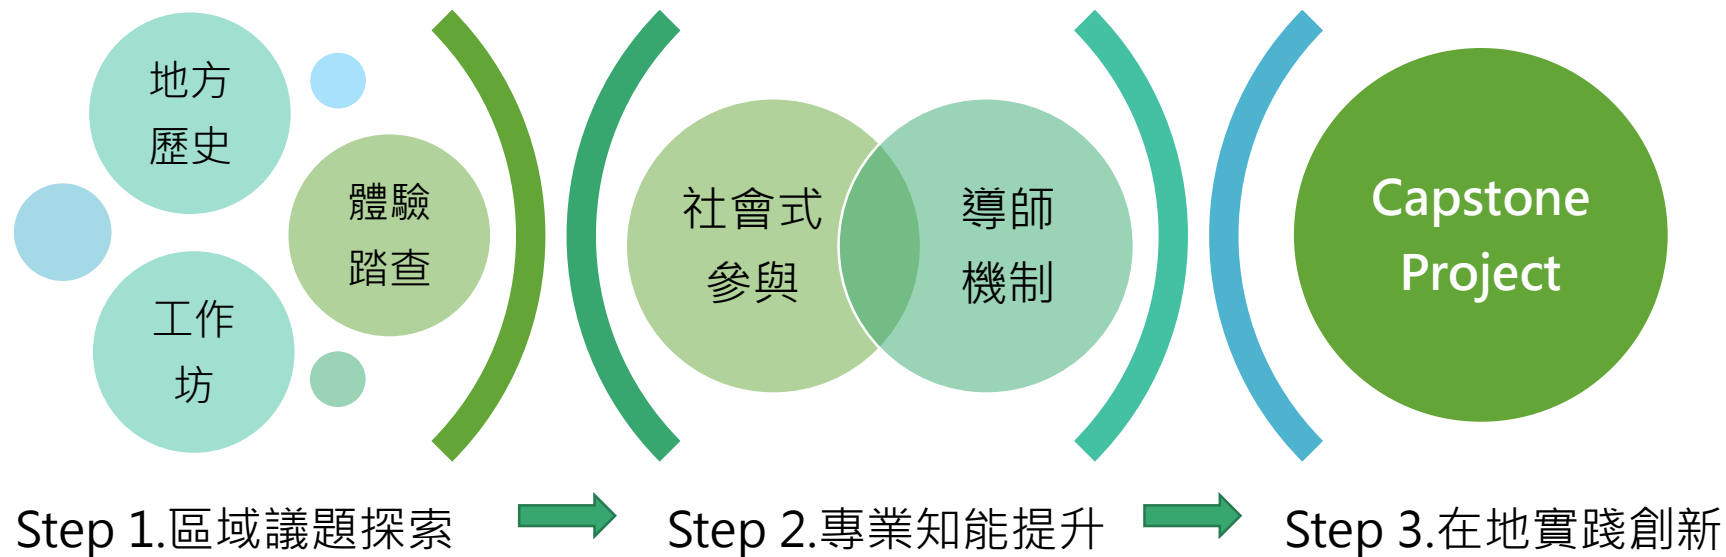 地方
歷史
體驗
踏查
工作
坊
社會式
參與
導師
機制
Capstone
Project
Step 1.區域議題探索
Step 2.專業知能提升
Step 3.在地實踐創新